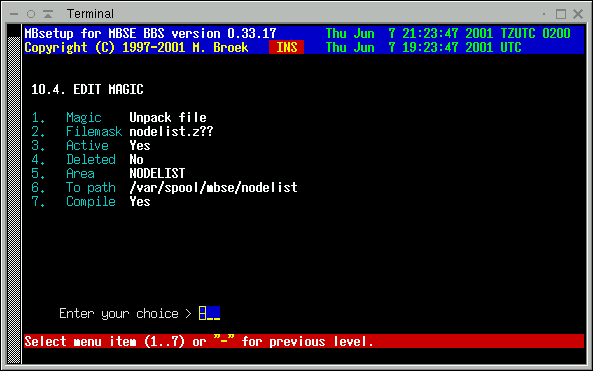 Terminal
MBsetup for MBSE BBS version 0.33.17 Thu Jun 7 21:23:47 2001 TZUTC 0200
Copyright (C) 1997-2001 M. Broek INS Thu Jun 7 19:23:47 2001 UTC
10.4. EDIT MAGIC
1. Magic Unpack file
2. Filemask nodelist.z??
3. Active Yes
4. Deleted No
5. Area NODELIST
6. To path /var/spool/mbse/nodelist
7. Compile Yes
Enter your choice > -__
Select menu item (1..7) or "-" for previous level.